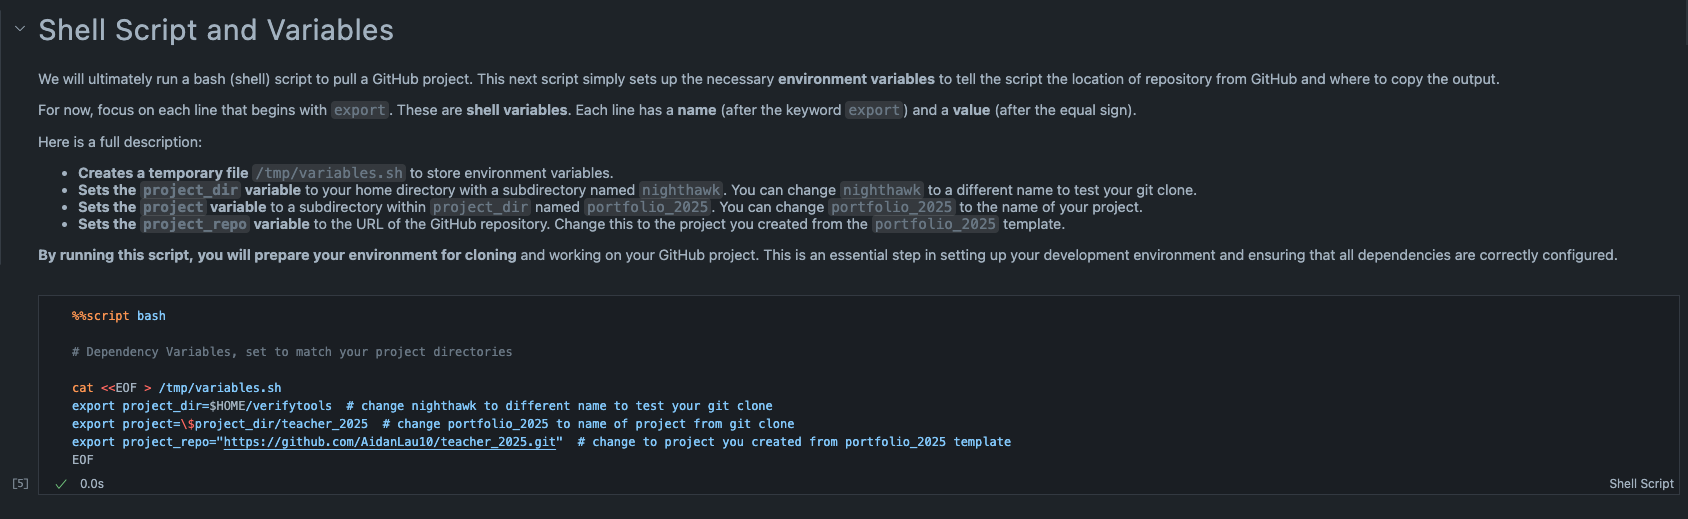 Shell Script and Variables
We will ultimately run a bash (shell) script to pull a GitHub project. This next script simply sets up the necessary environment variables to tell the script the location of repository from GitHub and where to copy the output.
For now, focus on each line that begins with export. These are shell variables. Each line has a name (after the keyword export) and a value (after the equal sign).
Here is a full description:
• Creates a temporary file /tmp/variables.sh to store environment variables.
• Sets the project_dir variable to your home directory with a subdirectory named nighthawk. You can change nighthawk to a different name to test your git clone.
• Sets the project variable to a subdirectory within project_dir named portfolio_2025. You can change portfolio_2025 to the name of your project.
• Sets the project_repo variable to the URL of the GitHub repository. Change this to the project you created from the portfolio_2025 template.
By running this script, you will prepare your environment for cloning and working on your GitHub project. This is an essential step in setting up your development environment and ensuring that all dependencies are correctly configured.
%%script bash
# Dependency Variables, set to match your project directories
cat <<EOF > /tmp/variables.sh
export project_dir=$HOME/verifytools  # change nighthawk to different name to test your git clone
export project=\$project_dir/teacher_2025  # change portfolio_2025 to name of project from git clone
export project_repo="https://github.com/AidanLau10/teacher_2025.git"  # change to project you created from portfolio_2025 template
EOF
[5] ✓ 0.0s Shell Script